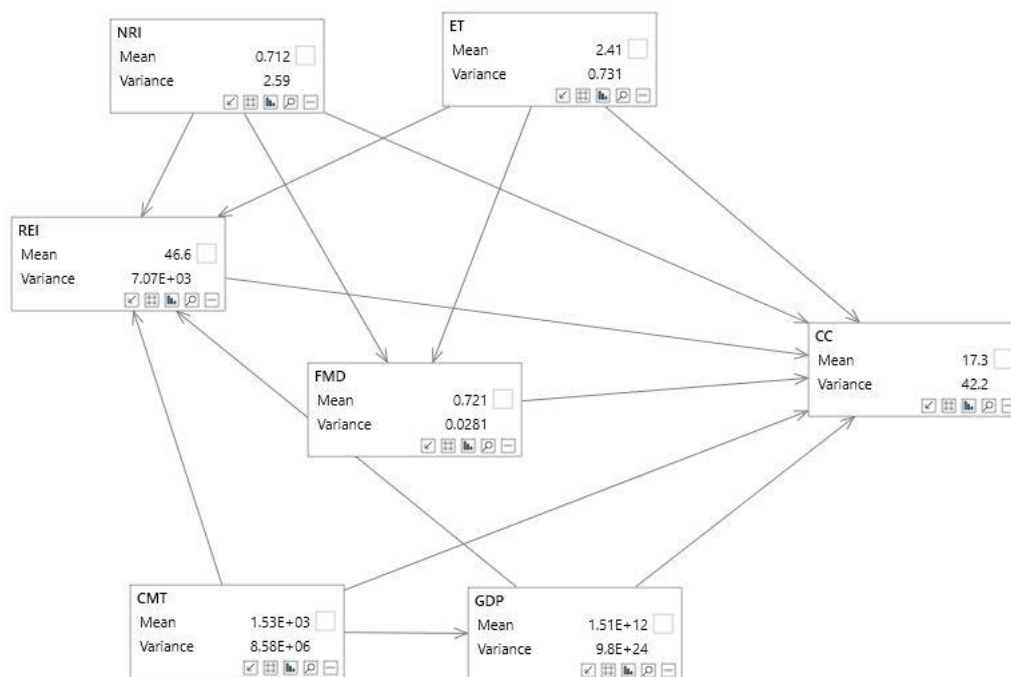 NRI
Mean 0.712
Variance 2.59
ET
Mean 2.41
Variance 0.731
REI
Mean 46.6
Variance 7.07E+03
FMD
Mean 0.721
Variance 0.0281
CC
Mean 17.3
Variance 42.2
CMT
Mean 1.53E+03
Variance 8.58E+06
GDP
Mean 1.51E+12
Variance 9.8E+24